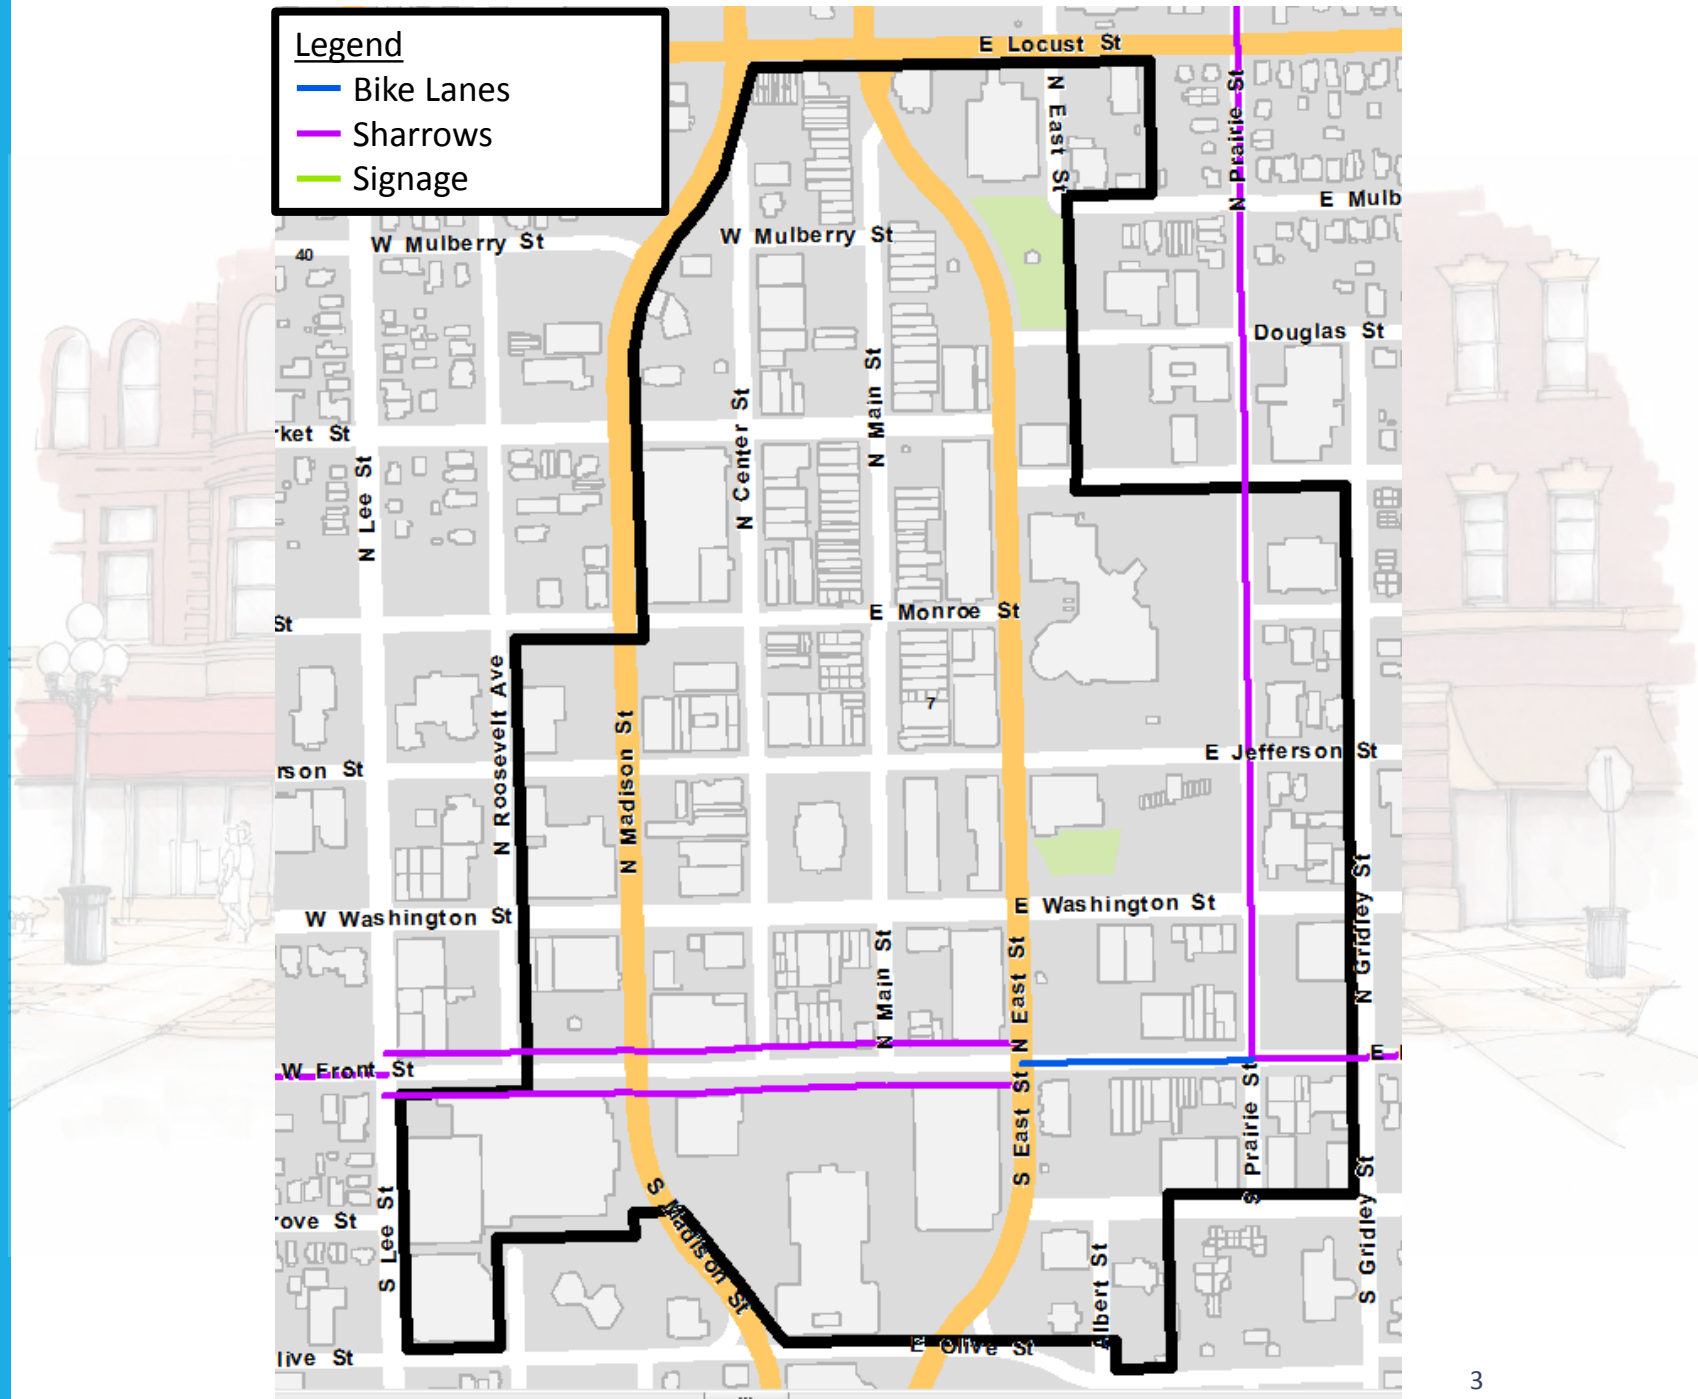 Legend
Bike Lanes
Sharrows
Signage
E Locust St
N East St
N Prairie St
E Mulb
W Mulberry St
W Mulberry St
40
Douglas St
N Main St
N Center St
rket St
N Lee St
E Monroe St
St
N Roosevelt Ave
7
N Madison St
E Jefferson St
rson St
N Gridley St
W Washington St
E Washington St
N Main St
N East St
W Front St
E
S East St
S Prairie St
S Madison St
S Lee St
rove St
S Gridley St
Albert St
E Olive St
live St
3